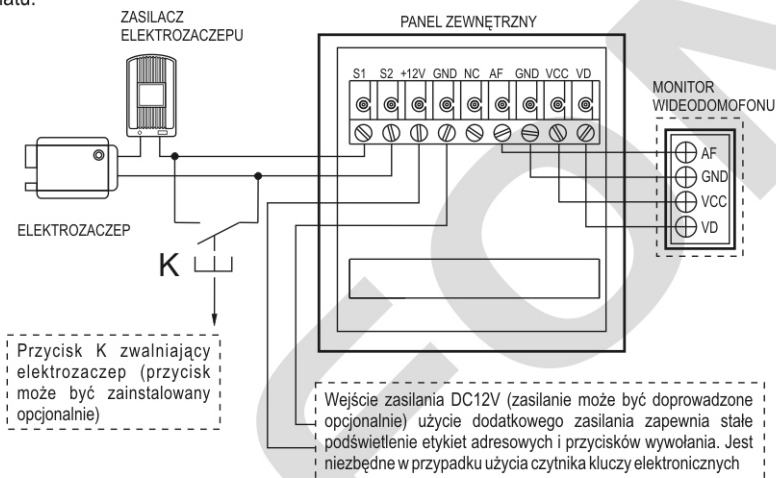 ZASILACZ
ELEKTROZACZEPU
PANEL ZEWNĘTRZNY
S1 S2 +12V GND NC AF GND VCC VD
MONITOR
WIDEODOMOFONU
AF
GND
VCC
VD
ELEKTROZACZEP
K
Przycisk K zwalniający
elektrozaczep (przycisk
może być zainstalowany
opcjonalnie)
Wejście zasilania DC12V (zasilanie może być doprowadzone
opcjonalnie) użycie dodatkowego zasilania zapewnia stałe
podświetlenie etykiet adresowych i przycisków wywołania. Jest
niezbędne w przypadku użycia czytnika kluczy elektronicznych